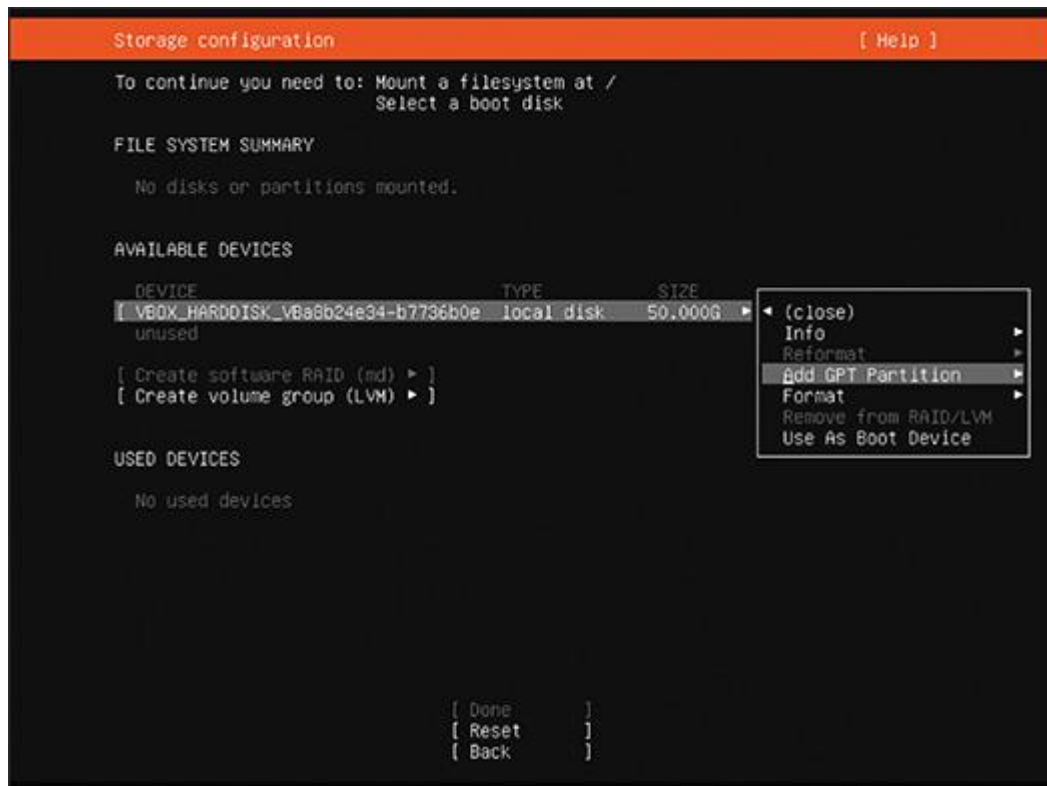 Storage configuration [ Help ]
To continue you need to: Mount a filesystem at /
Select a boot disk
FILE SYSTEM SUMMARY
No disks or partitions mounted.
AVAILABLE DEVICES
DEVICE TYPE SIZE
[ VBOX_HARDDISK_VBa8b24e34-b7736b0e local disk 50.000G ►
unused
[ Create software RAID (md) ► ]
[ Create volume group (LVM) ► ]
◄ (close)
Info ►
Reformat ►
Add GPT Partition ►
Format ►
Remove from RAID/LVM
Use As Boot Device
USED DEVICES
No used devices
[ Done ]
[ Reset ]
[ Back ]